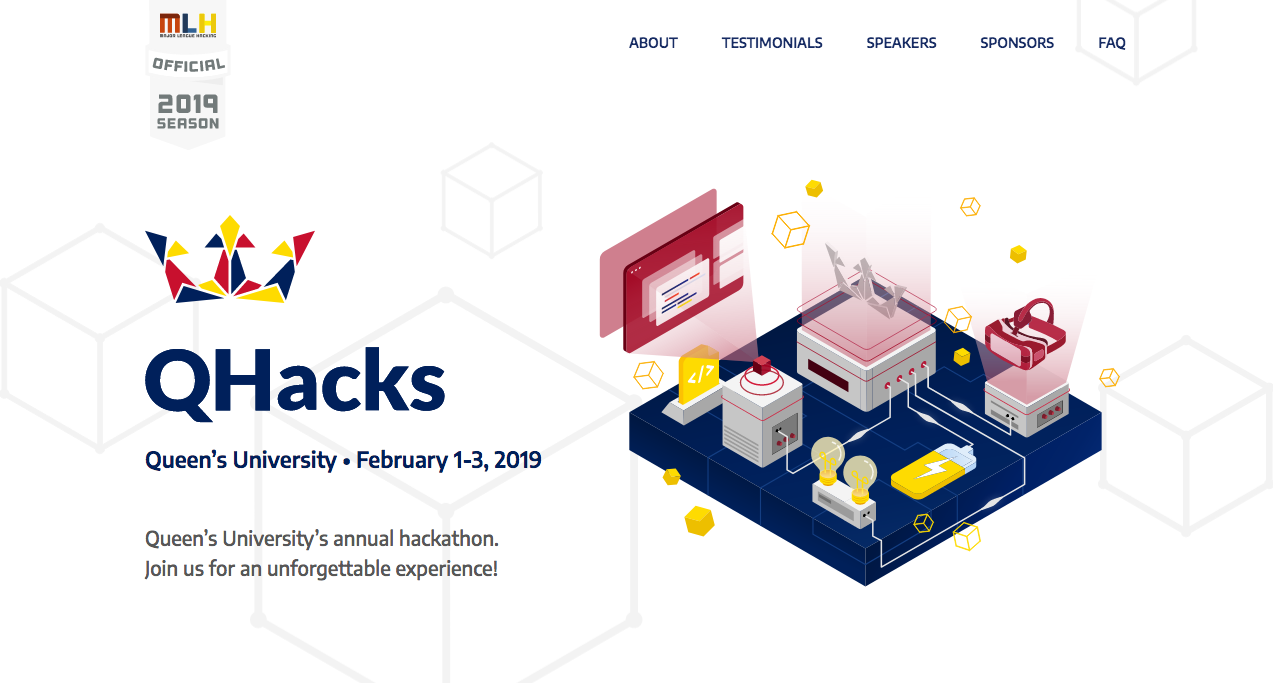 MLH
MAJOR LEAGUE HACKING
OFFICIAL
2019
SEASON
ABOUT
TESTIMONIALS
SPEAKERS
SPONSORS
FAQ
</>
QHacks
Queen’s University • February 1-3, 2019
Queen’s University’s annual hackathon.
Join us for an unforgettable experience!